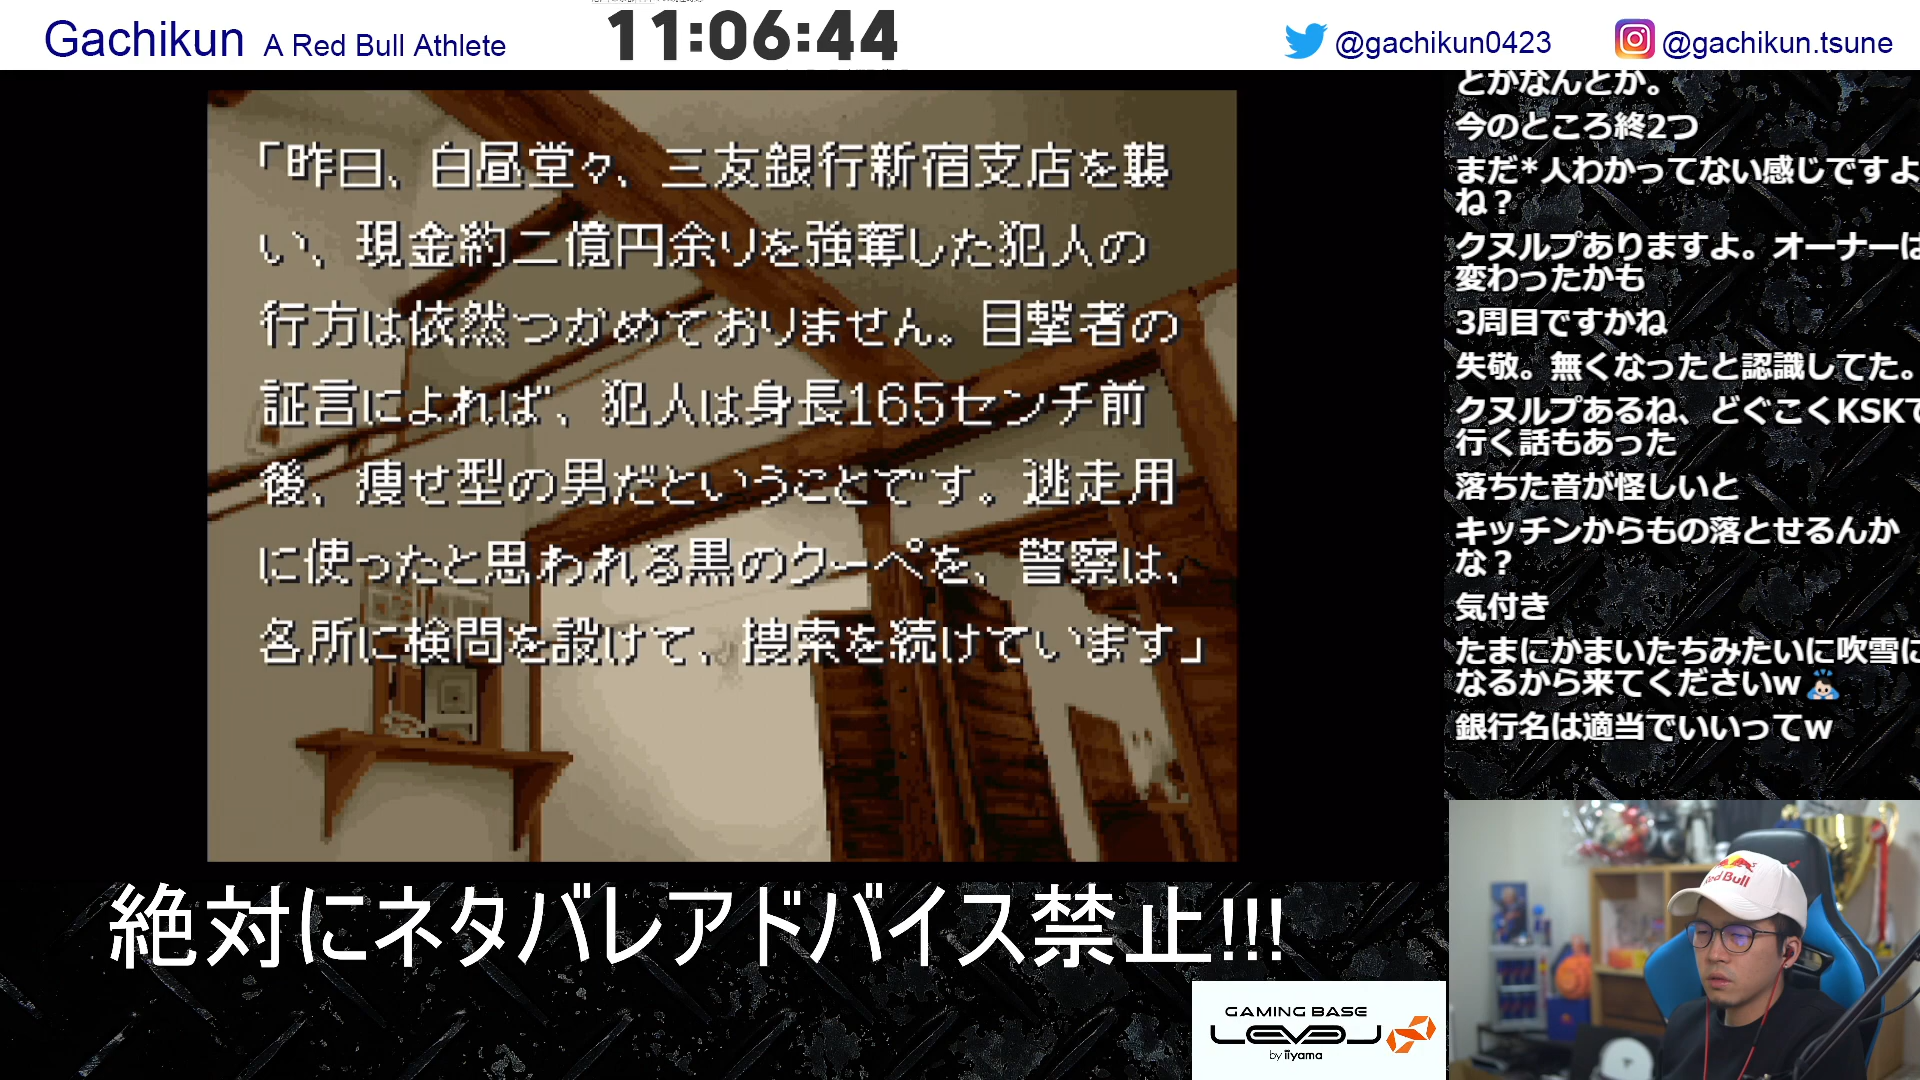 Gachikun A Red Bull Athlete
11:06:44
@gachikun0423
@gachikun.tsune
「昨日、白昼堂々、三友銀行新宿支店を襲
い、現金約二億円余りを強奪した犯人の
行方は依然つかめておりません。目撃者の
証言によれば、犯人は身長165センチ前
後、痩せ型の男だということです。逃走用
に使ったと思われる黒のクーペを、警察は、
各所に検問を設けて、捜索を続けています」
とかなんとか。
今のところ終2つ
まだ*人わかってない感じですよ
ね?
クヌルプありますよ。オーナーは
変わったかも
3周目ですかね
失敬。無くなったと認識してた。
クヌルプあるね、どぐこくKSKで
行く話もあった
落ちた音が怪しいと
キッチンからもの落とせるんか
な?
気付き
たまにかまいたちみたいに吹雪に
なるから来てくださいw🙇
銀行名は適当でいいってw
絶対にネタバレアドバイス禁止!!!
GAMING BASE
LEVEL
by iiyama
Red Bull